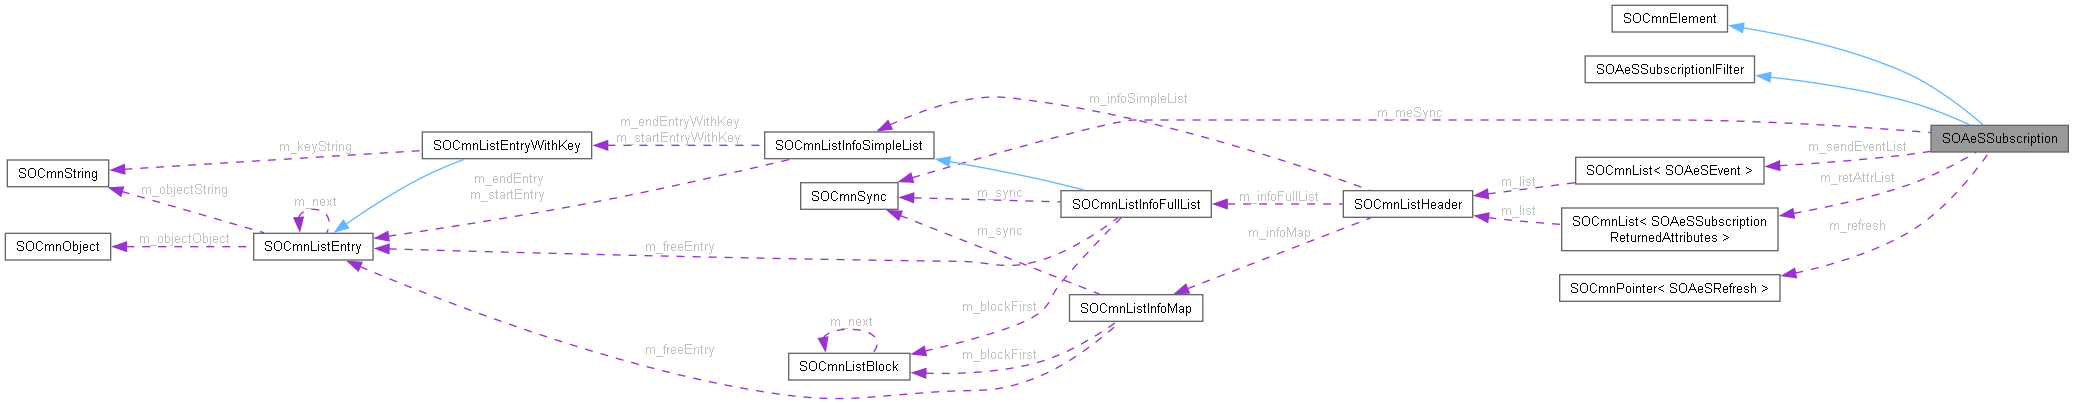 SOCmnElement
SOAeSSubscriptionIFilter
m_infoSimpleList
m_meSync
m_endEntryWithKey
m_startEntryWithKey
SOAeSSubscription
m_keyString
SOCmnListEntryWithKey
SOCmnListInfoSimpleList
m_sendEventList
SOCmnString
SOCmnList< SOAeSEvent >
m_endEntry
m_startEntry
m_objectString
m_retAttrList
m_list
m_next
SOCmnSync
m_sync
SOCmnListInfoFullList
m_infoFullList
SOCmnListHeader
m_list
SOCmnList< SOAeSSubscription
ReturnedAttributes >
m_refresh
m_sync
m_infoMap
SOCmnObject
m_objectObject
SOCmnListEntry
m_freeEntry
SOCmnPointer< SOAeSRefresh >
m_blockFirst
SOCmnListInfoMap
m_next
m_freeEntry
m_blockFirst
SOCmnListBlock